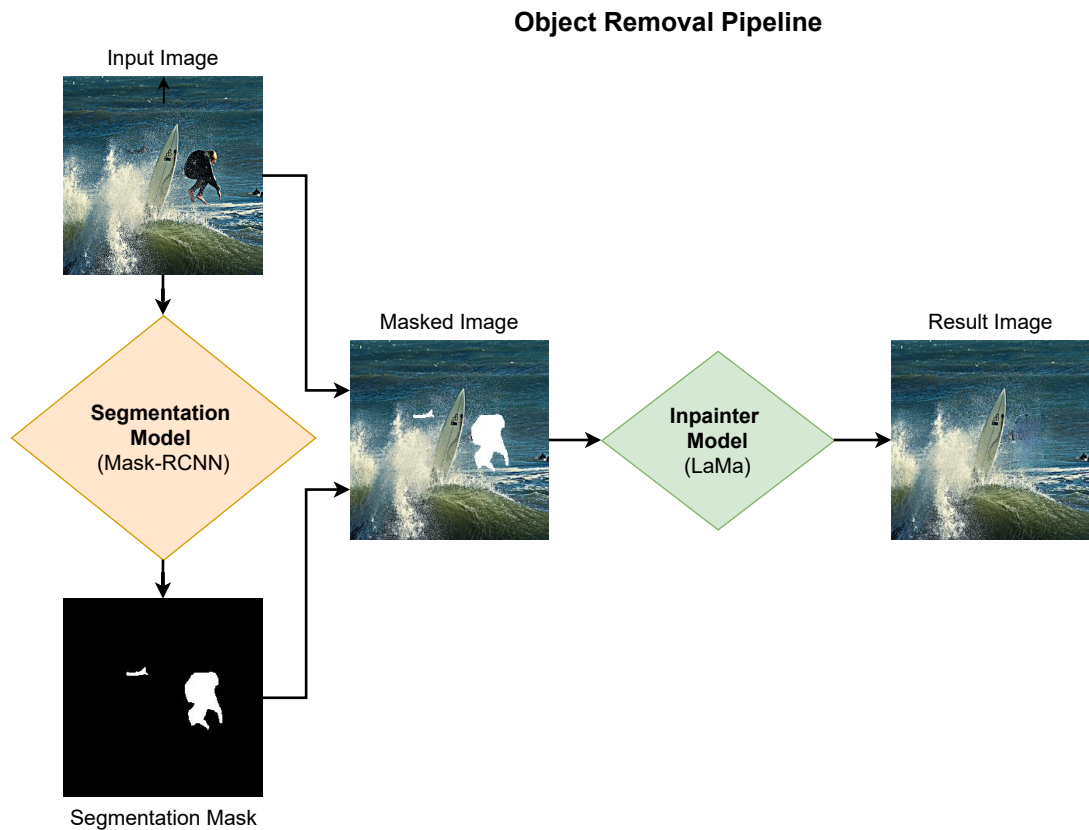 Object Removal Pipeline
Input Image
Segmentation
Model
(Mask-RCNN)
Segmentation Mask
Masked Image
Inpainter
Model
(LaMa)
Result Image